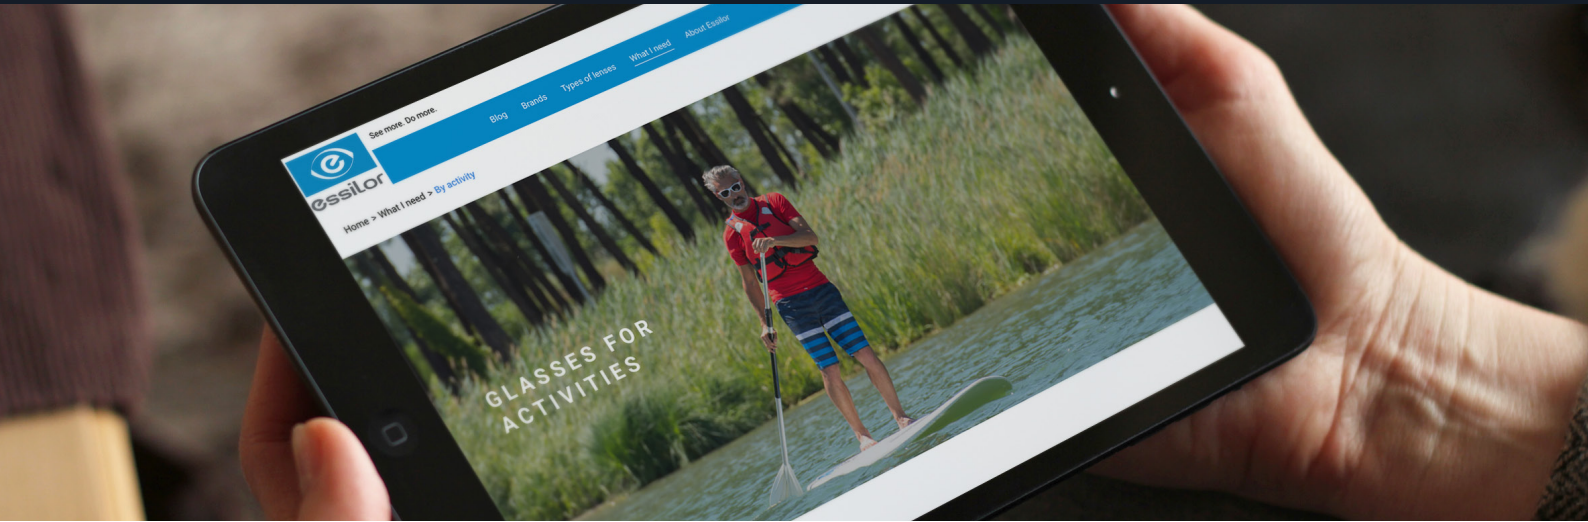 See more. Do more.
essilor
Blog Brands Types of lenses What I need About Essilor
Home > What I need > By activity
GLASSES FOR
ACTIVITIES